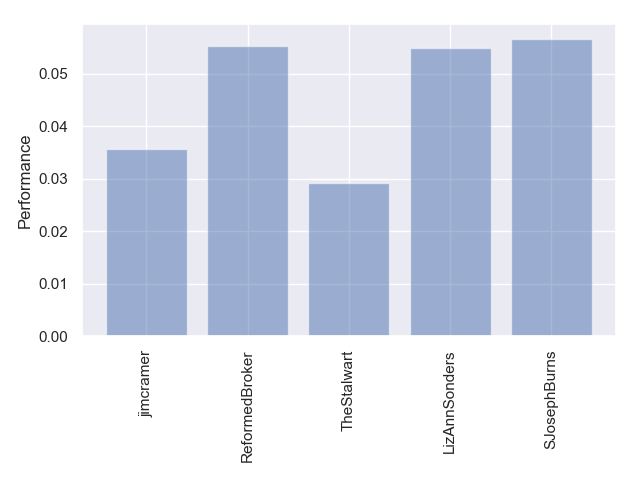 0.05
0.04
0.03
0.02
0.01
0.00
Performance
jimcramer
ReformedBroker
TheStalwart
LizAnnSonders
SJosephBurns